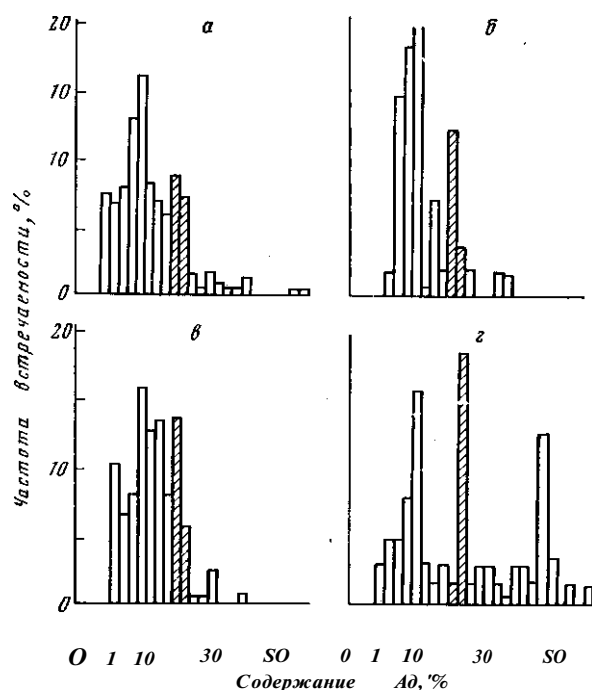 20
10
10
0
а
б
Частота встречаемости, %
20
10
0
в
г
O 1 10 30 SO
0 1 10 30 SO
Содержание Ад,'%